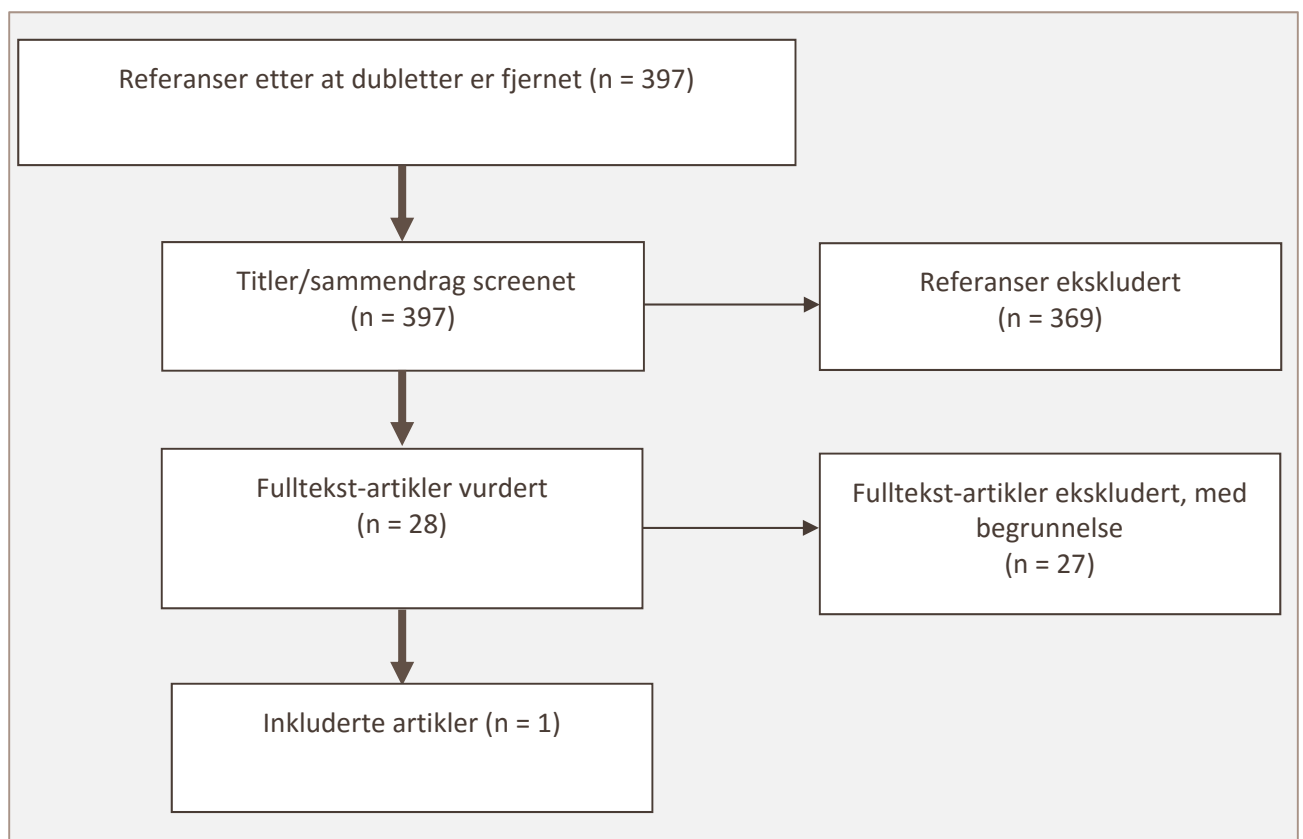 Referanser etter at dubletter er fjernet (n = 397)
Titler/sammendrag screenet
(n = 397)
Referanser ekskludert
(n = 369)
Fulltekst-artikler vurdert
(n = 28)
Fulltekst-artikler ekskludert, med
begrunnelse
(n = 27)
Inkluderte artikler (n = 1)